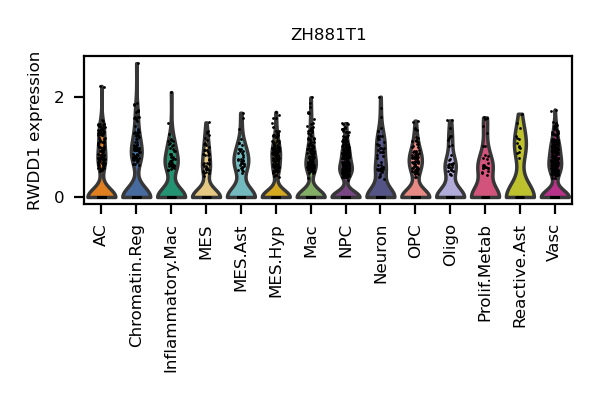 ZH881T1
RWDD1 expression
2
0
AC
Chromatin.Reg
Inflammatory.Mac
MES
MES.Ast
MES.Hyp
Mac
NPC
Neuron
OPC
Oligo
Prolif.Metab
Reactive.Ast
Vasc